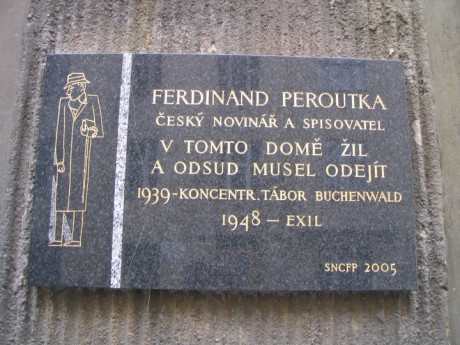 FERDINAND PEROUTKA
ČESKÝ NOVINÁŘ A SPISOVATEL
V TOMTO DOMĚ ŽIL
A ODSUD MUSEL ODEJÍT
1939-KONCENTR. TÁBOR BUCHENWALD
1948 – EXIL
SNCFP 2005